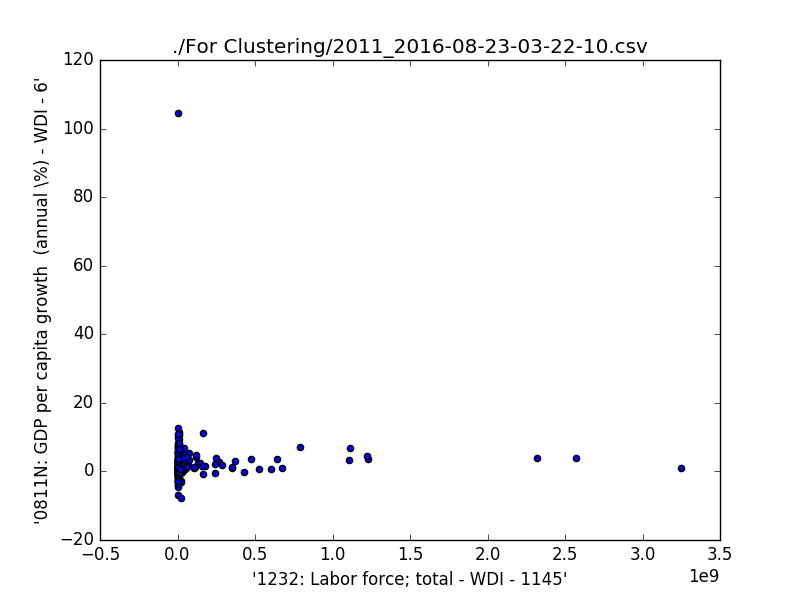 ./For Clustering/2011_2016-08-23-03-22-10.csv
120
100
80
60
40
20
0
−20
'0811N: GDP per capita growth  (annual \%) - WDI - 6'
−0.5 0.0 0.5 1.0 1.5 2.0 2.5 3.0 3.5
1e9
'1232: Labor force; total - WDI - 1145'